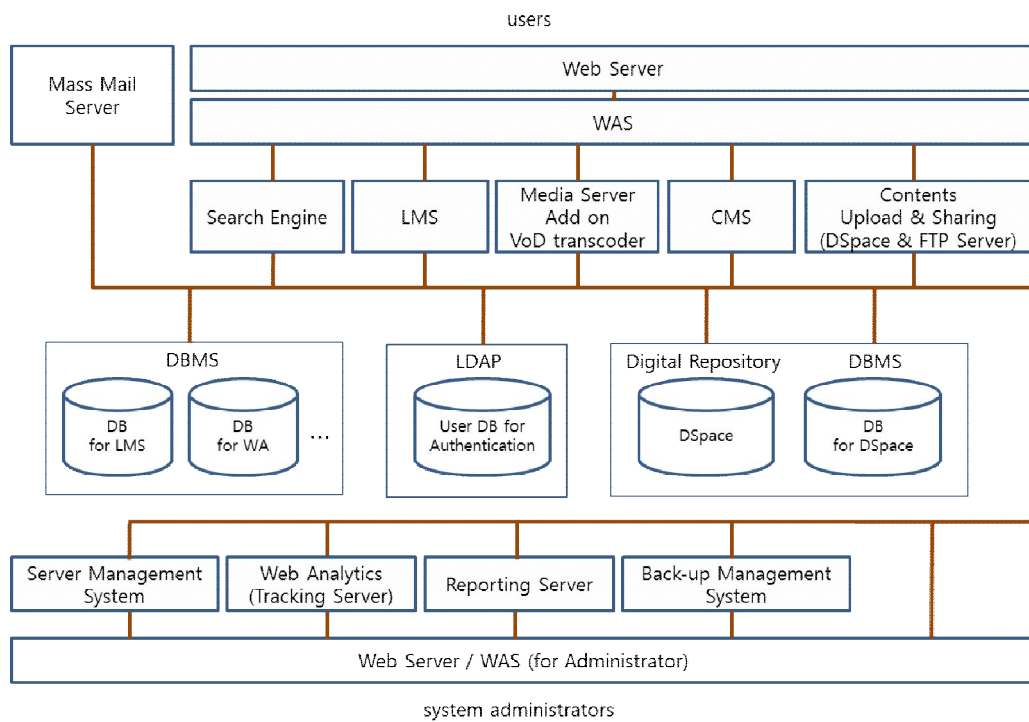 users
Mass Mail
Server
Web Server
WAS
Search Engine
LMS
Media Server
Add on
VoD transcoder
CMS
Contents
Upload & Sharing
(DSpace & FTP Server)
DBMS
DB
for LMS
DB
for WA
...
LDAP
User DB for
Authentication
Digital Repository
DSpace
DBMS
DB
for DSpace
Server Management
System
Web Analytics
(Tracking Server)
Reporting Server
Back-up Management
System
Web Server / WAS (for Administrator)
system administrators